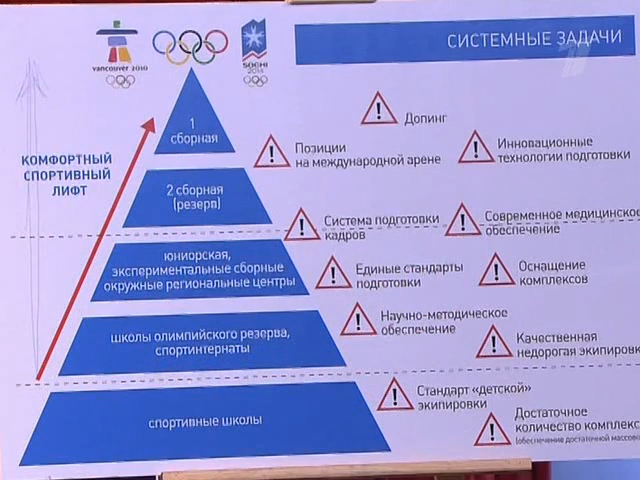 vancouver 2010
SOCHI
2014
СИСТЕМНЫЕ ЗАДАЧИ
КОМФОРТНЫЙ
СПОРТИВНЫЙ
ЛИФТ
1
сборная
2 сборная
(резерв)
юниорская,
экспериментальные сборные
окружные региональные центры
школы олимпийского резерва,
спортинтернаты
спортивные школы
Допинг
Позиции
на международной арене
Инновационные
технологии подготовки
Система подготовки
кадров
Современное медицинско
обеспечение
Единые стандарты
подготовки
Оснащение
комплексов
Научно-методическое
обеспечение
Качественная
недорогая экипировк
Стандарт «детской»
экипировки
Достаточное
количество комплекс
(обеспечение достаточной массово